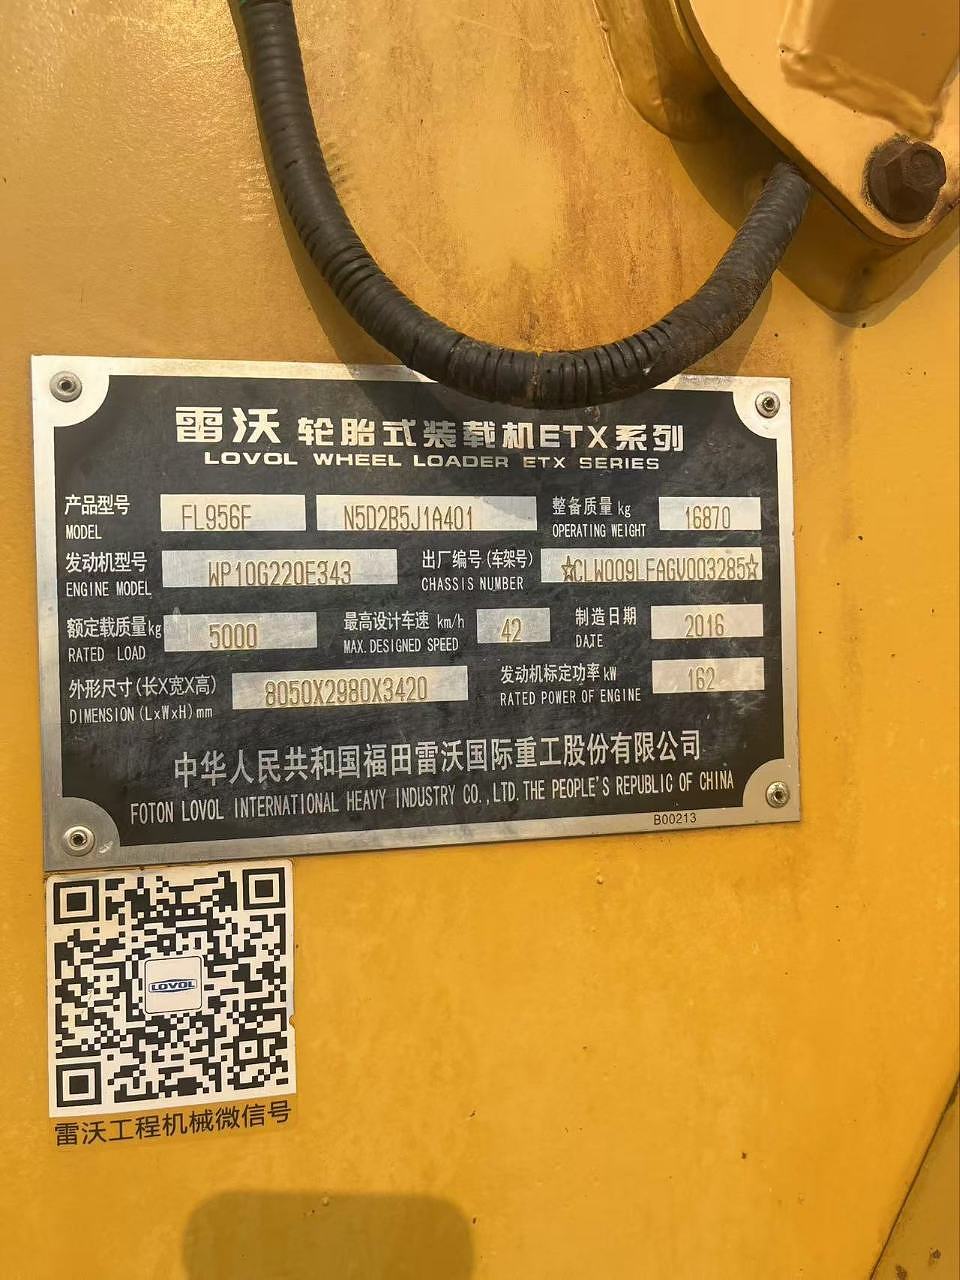 雷沃 轮胎式装载机ETX系列
LOVOL WHEEL LOADER ETX SERIES
产品型号 FL956F N5D2B5J1A401 整备质量 kg 16870
MODEL OPERATING WEIGHT
发动机型号 WP10G220E343 出厂编号(车架号) ☆CLW009LFAGV003285☆
ENGINE MODEL CHASSIS NUMBER
额定载质量kg 5000 最高设计车速 km/h 42 制造日期 2016
RATED LOAD MAX.DESIGNED SPEED DATE
外形尺寸(长X宽X高) 8050X2980X3420 发动机标定功率 kW 162
DIMENSION(LxWxH)mm RATED POWER OF ENGINE
中华人民共和国福田雷沃国际重工股份有限公司
FOTON LOVOL INTERNATIONAL HEAVY INDUSTRY CO.,LTD.THE PEOPLE'S REPUBLIC OF CHINA
B00213
LOVOL
雷沃工程机械微信号